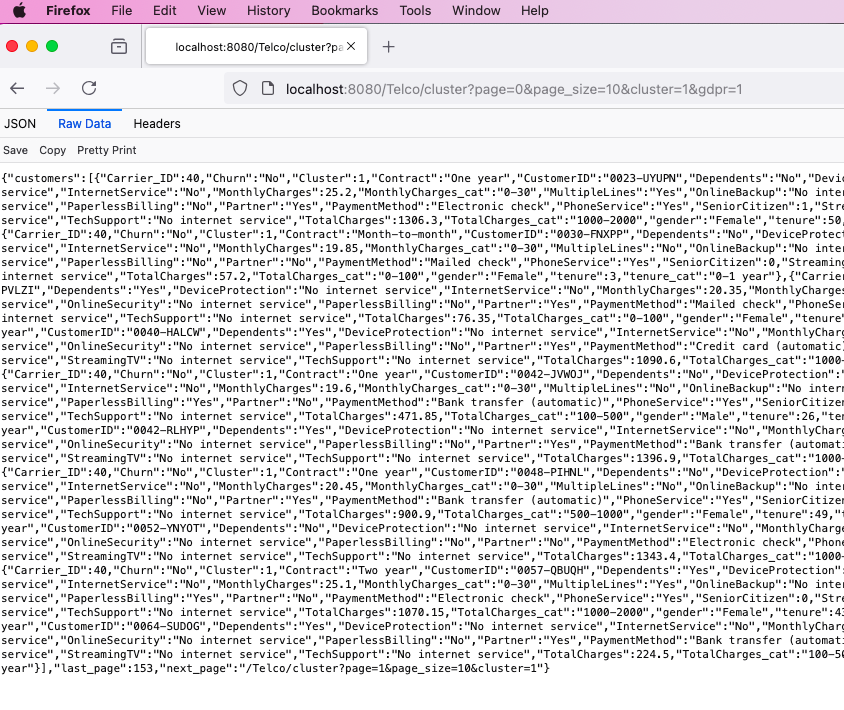 Firefox File Edit View History Bookmarks Tools Window Help
localhost:8080/Telco/cluster?pa
localhost:8080/Telco/cluster?page=0&page_size=10&cluster=1&gdpr=1
JSON Raw Data Headers
Save Copy Pretty Print
{"customers":[{"Carrier_ID":40,"Churn":"No","Cluster":1,"Contract":"One year","CustomerID":"0023-UYUPN","Dependents":"No","Devic
service","InternetService":"No","MonthlyCharges":25.2,"MonthlyCharges_cat":"0-30","MultipleLines":"Yes","OnlineBackup":"No inter
service","PaperlessBilling":"No","Partner":"Yes","PaymentMethod":"Electronic check","PhoneService":"Yes","SeniorCitizen":1,"Stre
service","TechSupport":"No internet service","TotalCharges":1306.3,"TotalCharges_cat":"1000-2000","gender":"Female","tenure":50,
{"Carrier_ID":40,"Churn":"No","Cluster":1,"Contract":"Month-to-month","CustomerID":"0030-FNXPP","Dependents":"No","DeviceProtect
service","InternetService":"No","MonthlyCharges":19.85,"MonthlyCharges_cat":"0-30","MultipleLines":"No","OnlineBackup":"No inter
service","PaperlessBilling":"No","Partner":"No","PaymentMethod":"Mailed check","PhoneService":"Yes","SeniorCitizen":0,"Streaming
internet service","TotalCharges":57.2,"TotalCharges_cat":"0-100","gender":"Female","tenure":3,"tenure_cat":"0-1 year"},{"Carrier
PVLZI","Dependents":"Yes","DeviceProtection":"No internet service","InternetService":"No","MonthlyCharges":20.35,"MonthlyCharges
service","OnlineSecurity":"No internet service","PaperlessBilling":"No","Partner":"Yes","PaymentMethod":"Mailed check","PhoneSer
internet service","TechSupport":"No internet service","TotalCharges":76.35,"TotalCharges_cat":"0-100","gender":"Female","tenure"
year","CustomerID":"0040-HALCW","Dependents":"Yes","DeviceProtection":"No internet service","InternetService":"No","MonthlyCharg
service","OnlineSecurity":"No internet service","PaperlessBilling":"No","Partner":"Yes","PaymentMethod":"Credit card (automatic)
service","StreamingTV":"No internet service","TechSupport":"No internet service","TotalCharges":1090.6,"TotalCharges_cat":"1000-
{"Carrier_ID":40,"Churn":"No","Cluster":1,"Contract":"One year","CustomerID":"0042-JVWOJ","Dependents":"No","DeviceProtection":"
service","InternetService":"No","MonthlyCharges":19.6,"MonthlyCharges_cat":"0-30","MultipleLines":"No","OnlineBackup":"No intern
service","PaperlessBilling":"Yes","Partner":"No","PaymentMethod":"Bank transfer (automatic)","PhoneService":"Yes","SeniorCitizen
service","TechSupport":"No internet service","TotalCharges":471.85,"TotalCharges_cat":"100-500","gender":"Male","tenure":26,"ten
year","CustomerID":"0042-RLHYP","Dependents":"Yes","DeviceProtection":"No internet service","InternetService":"No","MonthlyCharg
service","OnlineSecurity":"No internet service","PaperlessBilling":"No","Partner":"Yes","PaymentMethod":"Bank transfer (automati
service","StreamingTV":"No internet service","TechSupport":"No internet service","TotalCharges":1396.9,"TotalCharges_cat":"1000-
{"Carrier_ID":40,"Churn":"No","Cluster":1,"Contract":"One year","CustomerID":"0048-PIHNL","Dependents":"No","DeviceProtection":"
service","InternetService":"No","MonthlyCharges":20.45,"MonthlyCharges_cat":"0-30","MultipleLines":"No","OnlineBackup":"No inter
service","PaperlessBilling":"No","Partner":"Yes","PaymentMethod":"Bank transfer (automatic)","PhoneService":"Yes","SeniorCitizen
service","TechSupport":"No internet service","TotalCharges":900.9,"TotalCharges_cat":"500-1000","gender":"Female","tenure":49,"t
year","CustomerID":"0052-YNYOT","Dependents":"No","DeviceProtection":"No internet service","InternetService":"No","MonthlyCharge
service","OnlineSecurity":"No internet service","PaperlessBilling":"No","Partner":"No","PaymentMethod":"Electronic check","Phone
service","StreamingTV":"No internet service","TechSupport":"No internet service","TotalCharges":1343.4,"TotalCharges_cat":"1000-
{"Carrier_ID":40,"Churn":"No","Cluster":1,"Contract":"Two year","CustomerID":"0057-QBUQH","Dependents":"Yes","DeviceProtection":
service","InternetService":"No","MonthlyCharges":25.1,"MonthlyCharges_cat":"0-30","MultipleLines":"Yes","OnlineBackup":"No inter
service","PaperlessBilling":"Yes","Partner":"No","PaymentMethod":"Electronic check","PhoneService":"Yes","SeniorCitizen":0,"Stre
service","TechSupport":"No internet service","TotalCharges":1070.15,"TotalCharges_cat":"1000-2000","gender":"Female","tenure":43
year","CustomerID":"0064-SUDOG","Dependents":"Yes","DeviceProtection":"No internet service","InternetService":"No","MonthlyCharg
service","OnlineSecurity":"No internet service","PaperlessBilling":"No","Partner":"Yes","PaymentMethod":"Bank transfer (automati
service","StreamingTV":"No internet service","TechSupport":"No internet service","TotalCharges":224.5,"TotalCharges_cat":"100-50
year"}],"last_page":153,"next_page":"/Telco/cluster?page=1&page_size=10&cluster=1"}